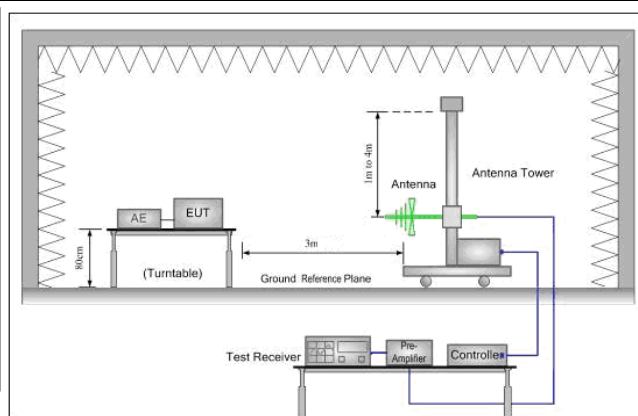 1m to 4m
Antenna
Antenna Tower
AE
EUT
80cm
3m
(Turntable)
Ground Reference Plane
Test Receiver
Pre-
Amplifier
Controller